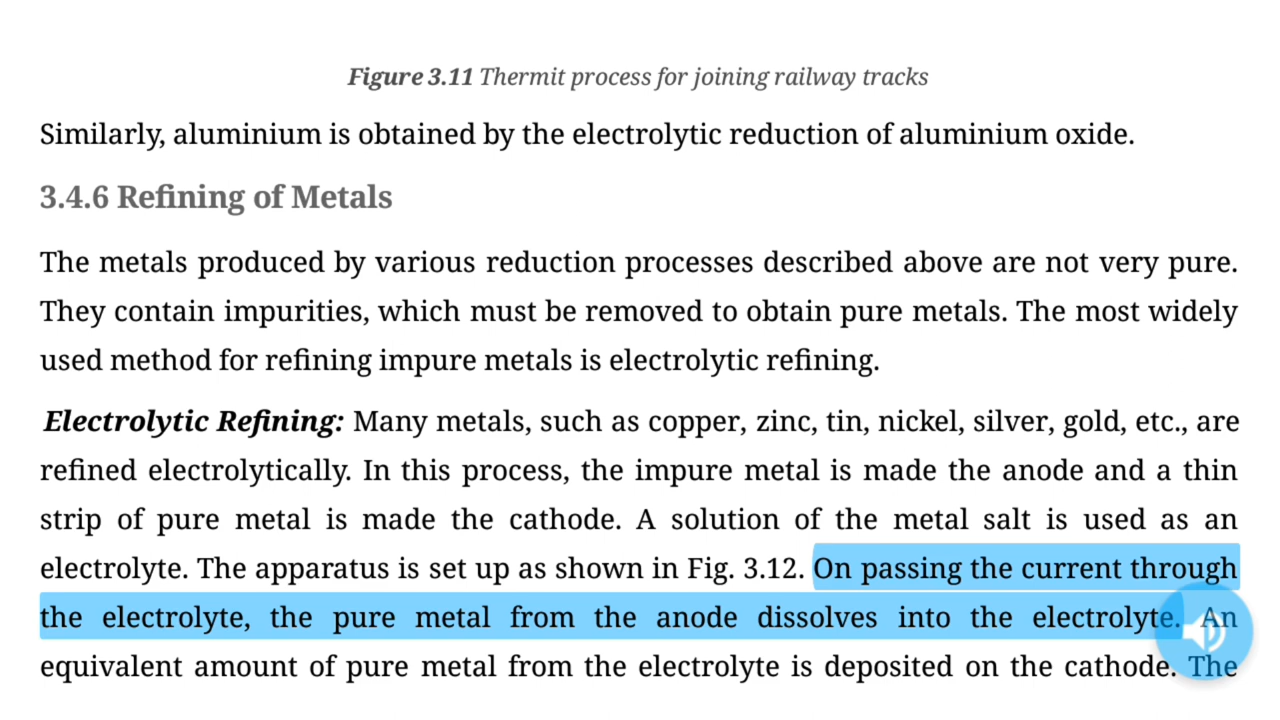 Figure 3.11 Thermit process for joining railway tracks
Similarly, aluminium is obtained by the electrolytic reduction of aluminium oxide.
3.4.6 Refining of Metals
The metals produced by various reduction processes described above are not very pure.
They contain impurities, which must be removed to obtain pure metals. The most widely
used method for refining impure metals is electrolytic refining.
Electrolytic Refining: Many metals, such as copper, zinc, tin, nickel, silver, gold, etc., are
refined electrolytically. In this process, the impure metal is made the anode and a thin
strip of pure metal is made the cathode. A solution of the metal salt is used as an
electrolyte. The apparatus is set up as shown in Fig. 3.12. On passing the current through
the electrolyte, the pure metal from the anode dissolves into the electrolyte. An
equivalent amount of pure metal from the electrolyte is deposited on the cathode. The